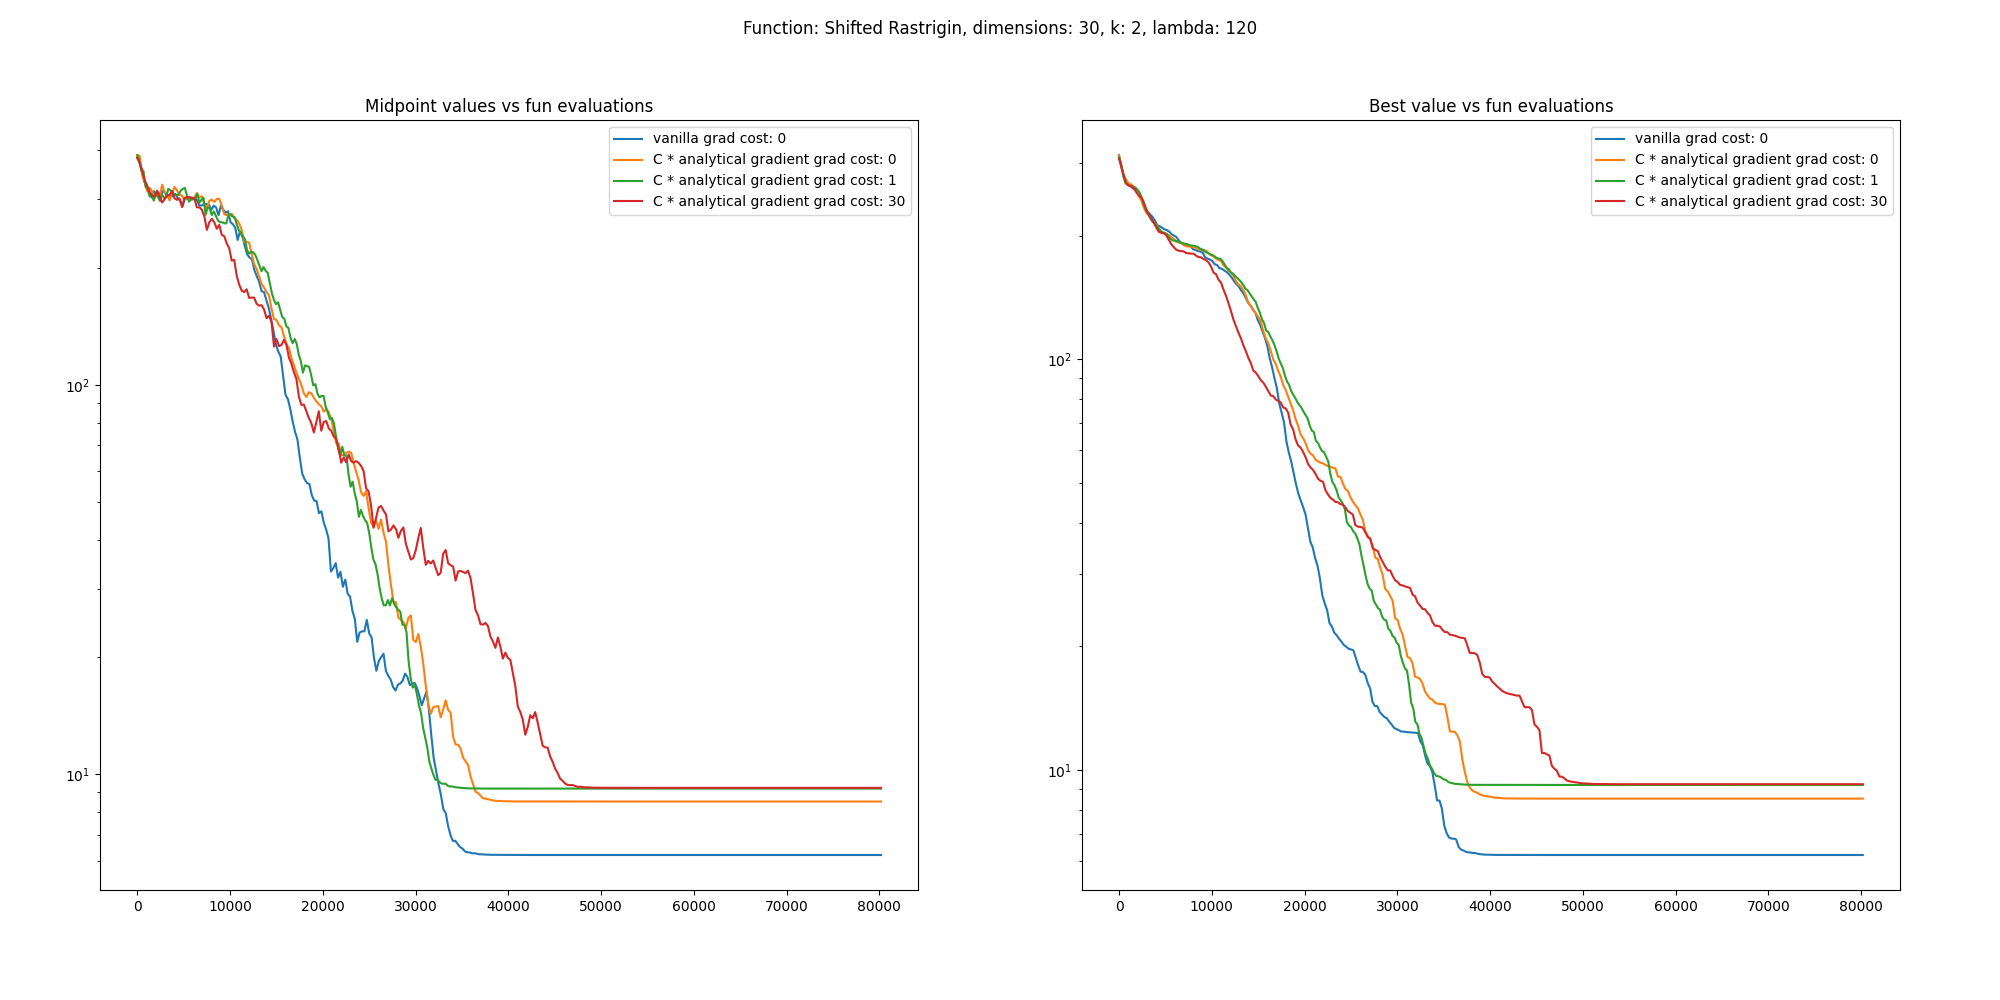 Function: Shifted Rastrigin, dimensions: 30, k: 2, lambda: 120
Midpoint values vs fun evaluations
vanilla grad cost: 0
C * analytical gradient grad cost: 0
C * analytical gradient grad cost: 1
C * analytical gradient grad cost: 30
10²
10¹
0 10000 20000 30000 40000 50000 60000 70000 80000
Best value vs fun evaluations
vanilla grad cost: 0
C * analytical gradient grad cost: 0
C * analytical gradient grad cost: 1
C * analytical gradient grad cost: 30
10²
10¹
0 10000 20000 30000 40000 50000 60000 70000 80000